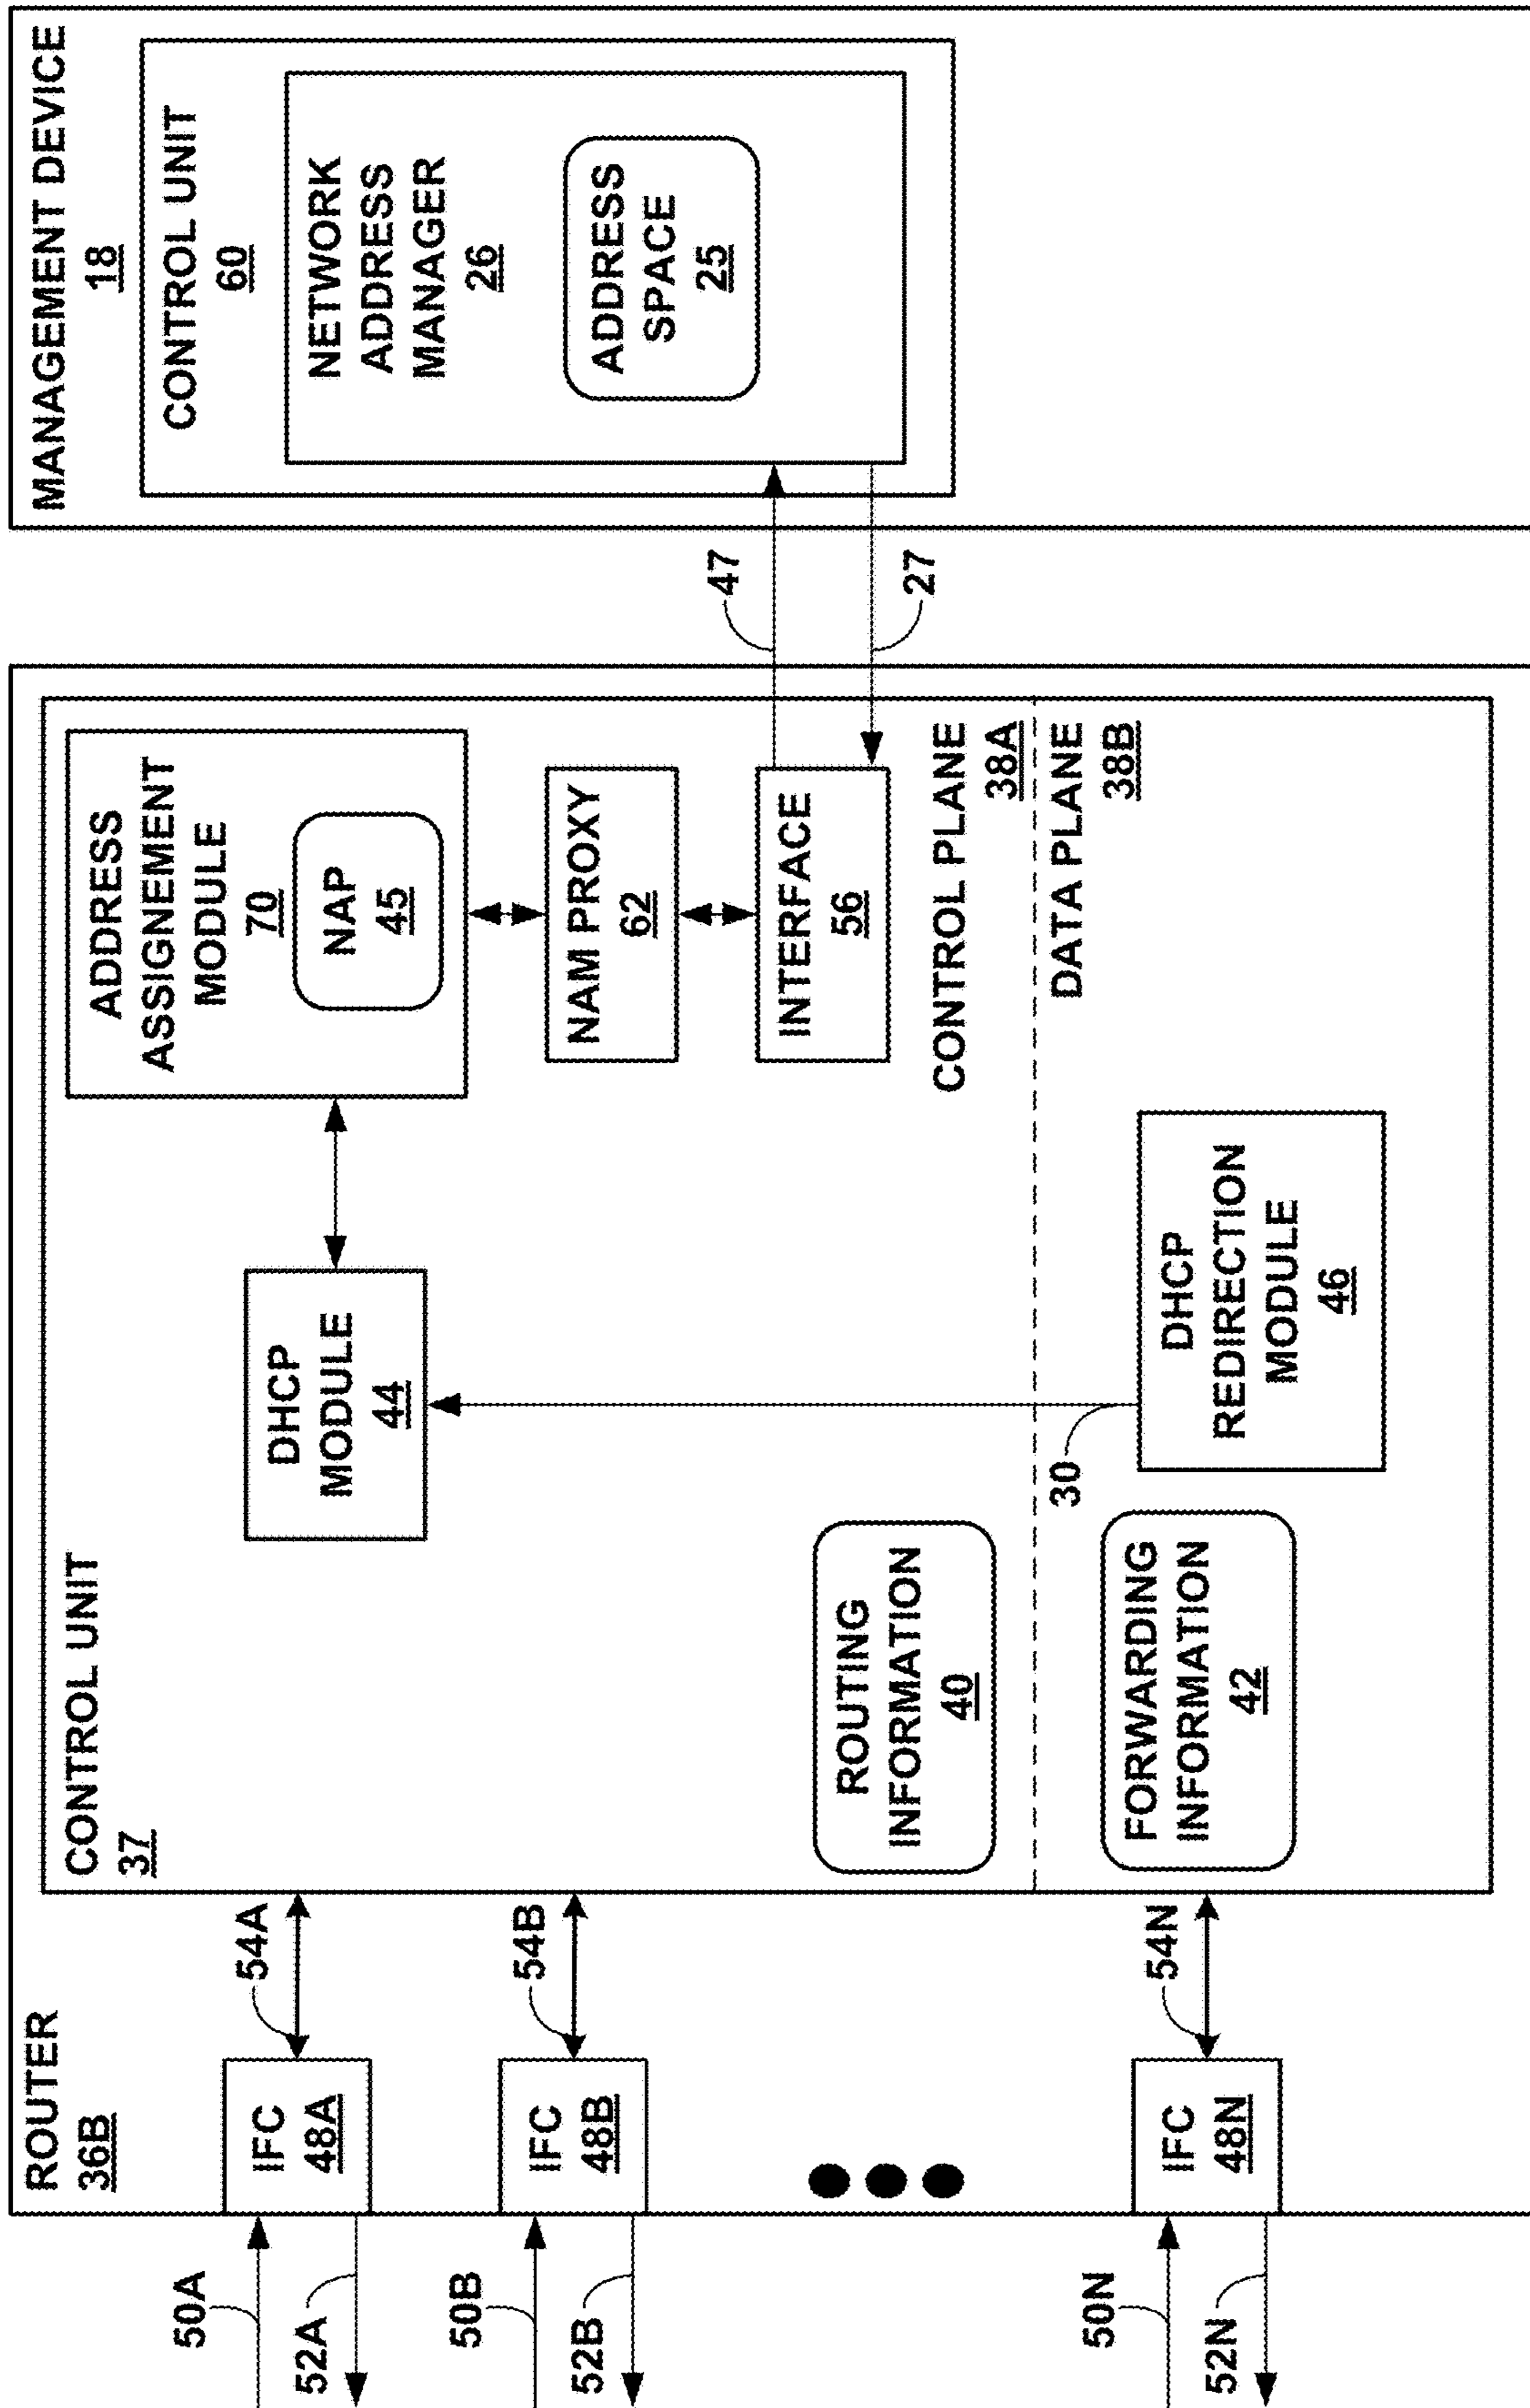 ROUTER
36B
CONTROL UNIT
37
50A
52A
IFC
48A
54A
50B
52B
IFC
48B
54B
50N
52N
IFC
48N
54N
DHCP
MODULE
44
ADDRESS
ASSIGNEMENT
MODULE
70
NAP
45
NAM PROXY
62
INTERFACE
56
ROUTING
INFORMATION
40
CONTROL PLANE
38A
DATA PLANE
38B
30
FORWARDING
INFORMATION
42
DHCP
REDIRECTION
MODULE
46
47
27
MANAGEMENT DEVICE
18
CONTROL UNIT
60
NETWORK
ADDRESS
MANAGER
26
ADDRESS
SPACE
25